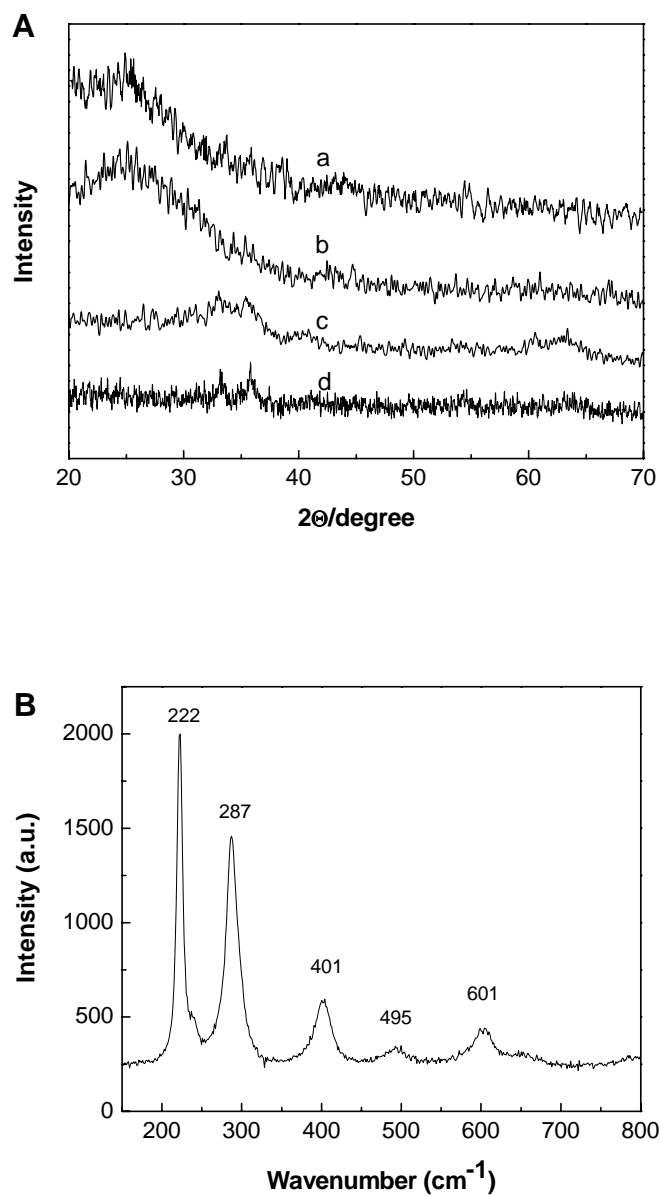 A
a
b
c
d
Intensity
20 30 40 50 60 70
2Θ/degree
B
222
287
401
495
601
2000
1500
1000
500
0
Intensity (a.u.)
200 300 400 500 600 700 800
Wavenumber (cm-1)